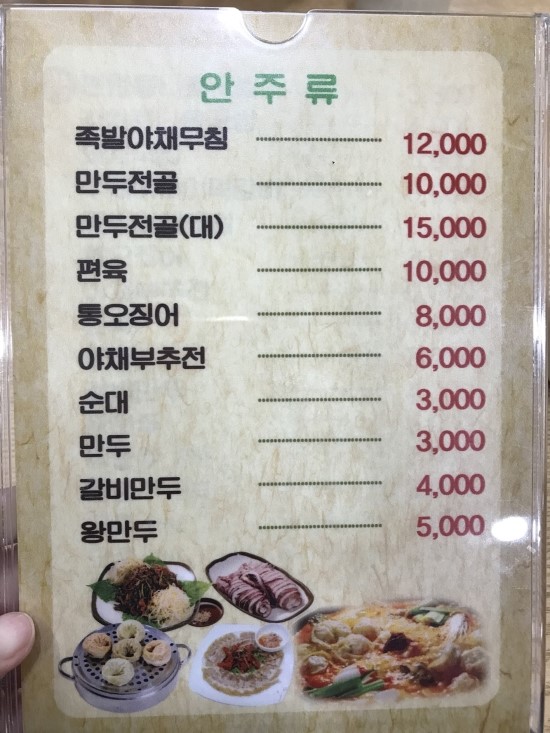 안주류
족발야채무침 12,000
만두전골 10,000
만두전골(대) 15,000
편육 10,000
통오징어 8,000
야채부추전 6,000
순대 3,000
만두 3,000
갈비만두 4,000
왕만두 5,000